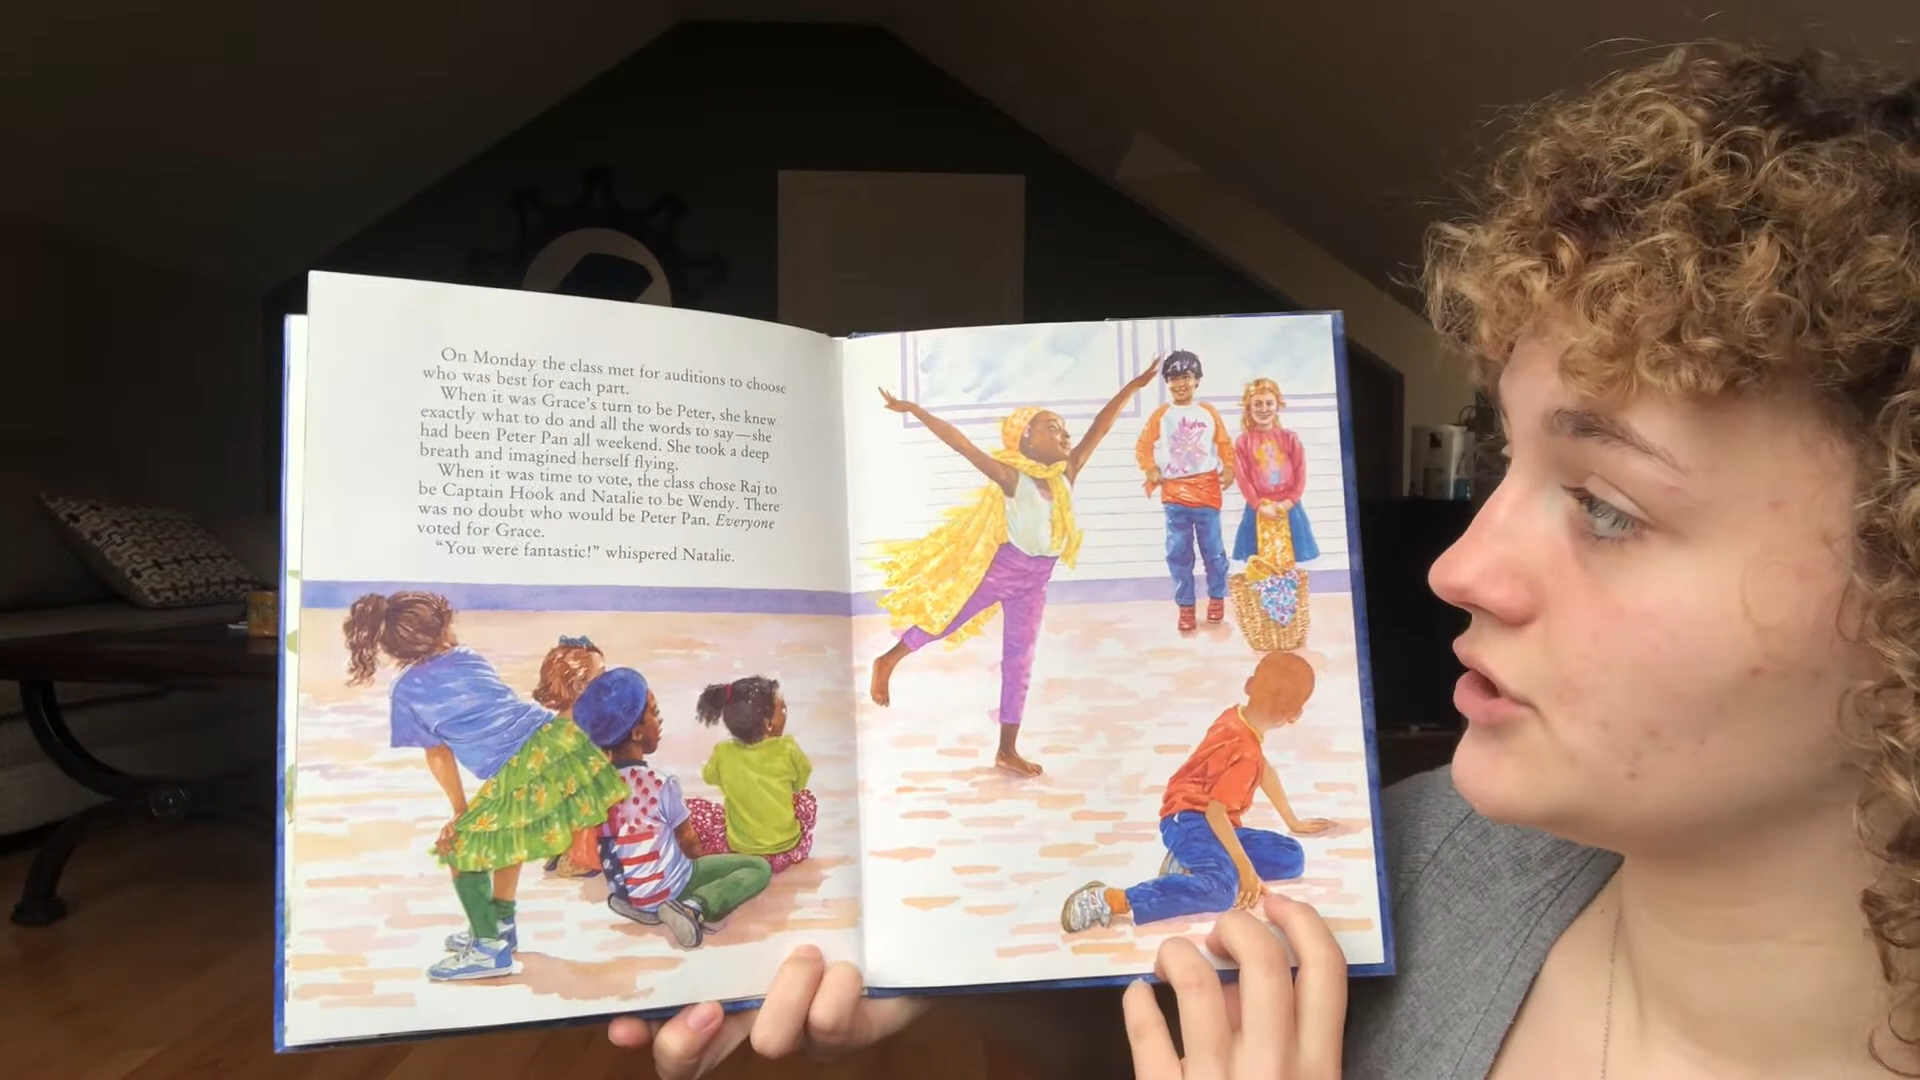 On Monday the class met for auditions to choose
who was best for each part.
When it was Grace's turn to be Peter, she knew
exactly what to do and all the words to say—she
had been Peter Pan all weekend. She took a deep
breath and imagined herself flying.
When it was time to vote, the class chose Raj to
be Captain Hook and Natalie to be Wendy. There
was no doubt who would be Peter Pan. Everyone
voted for Grace.
"You were fantastic!" whispered Natalie.